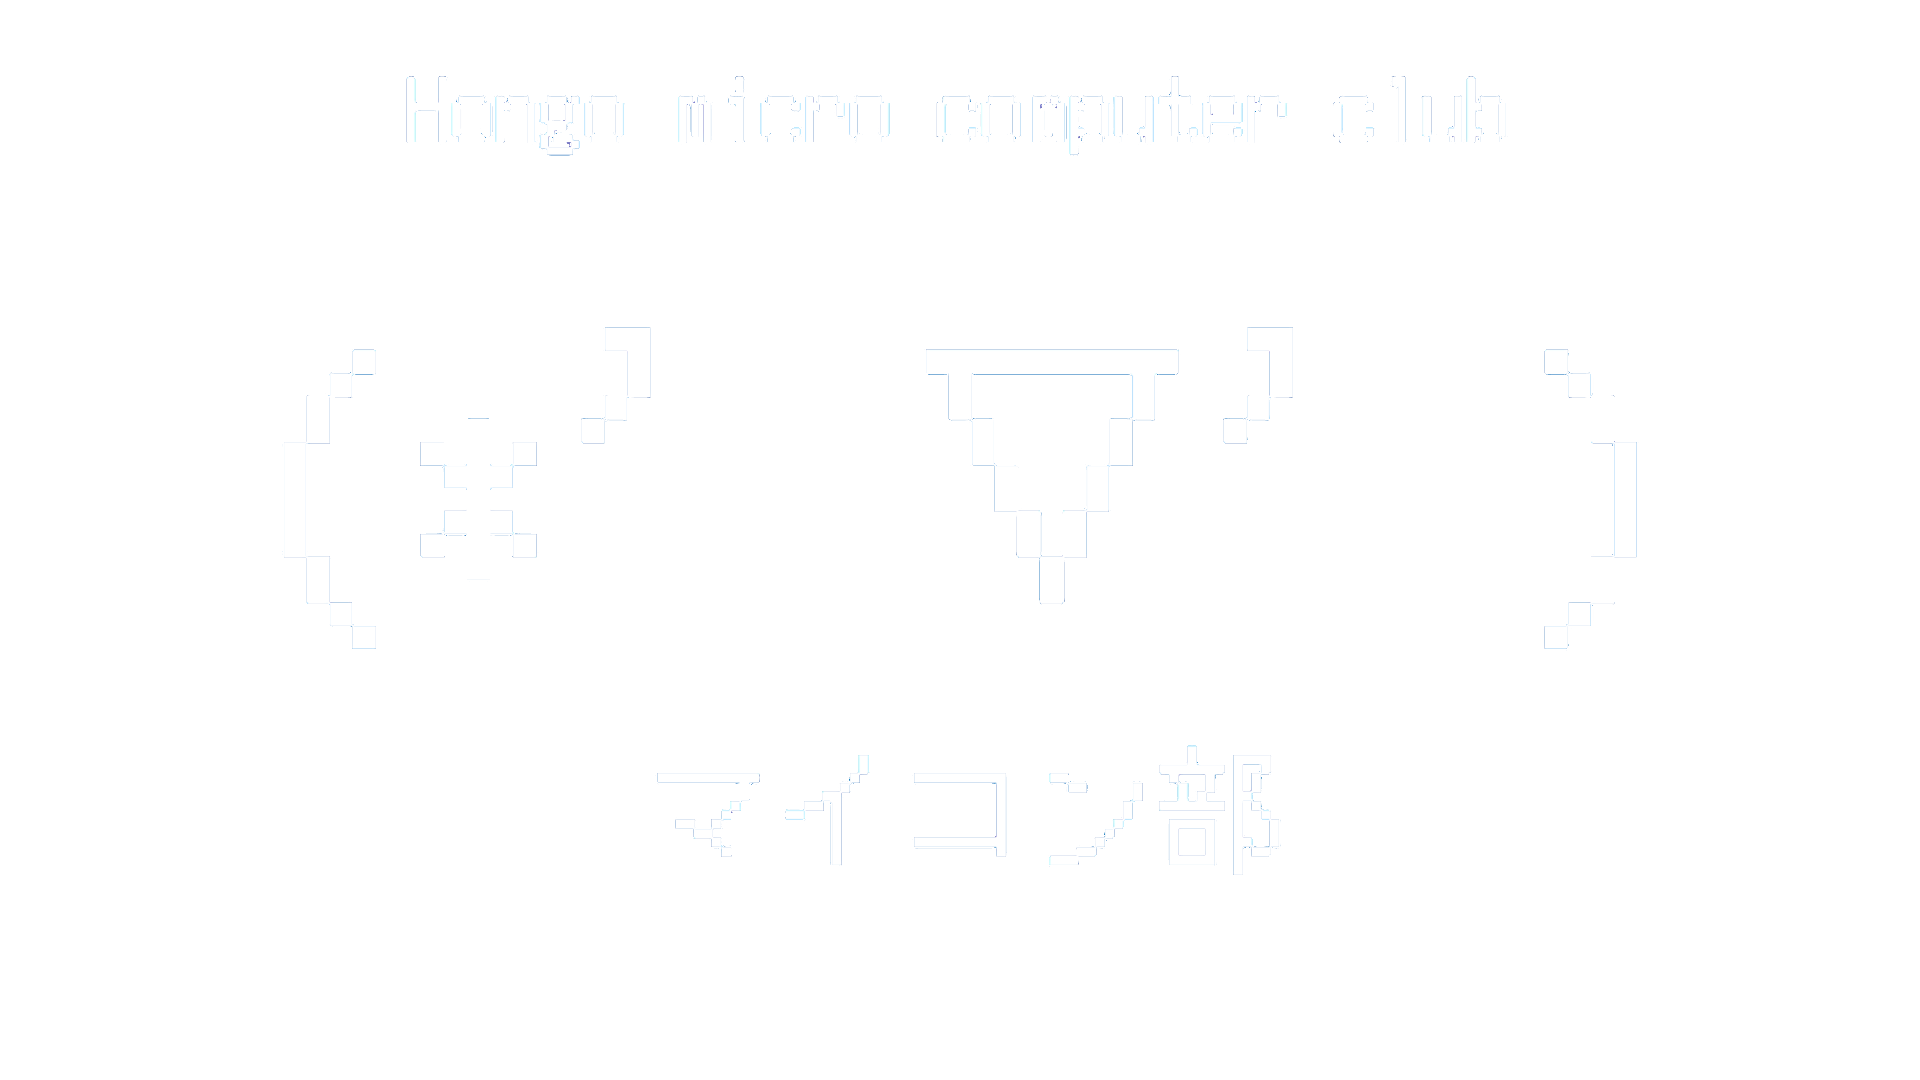 Hongo micro computer club
(*’▽’)
マイコン部